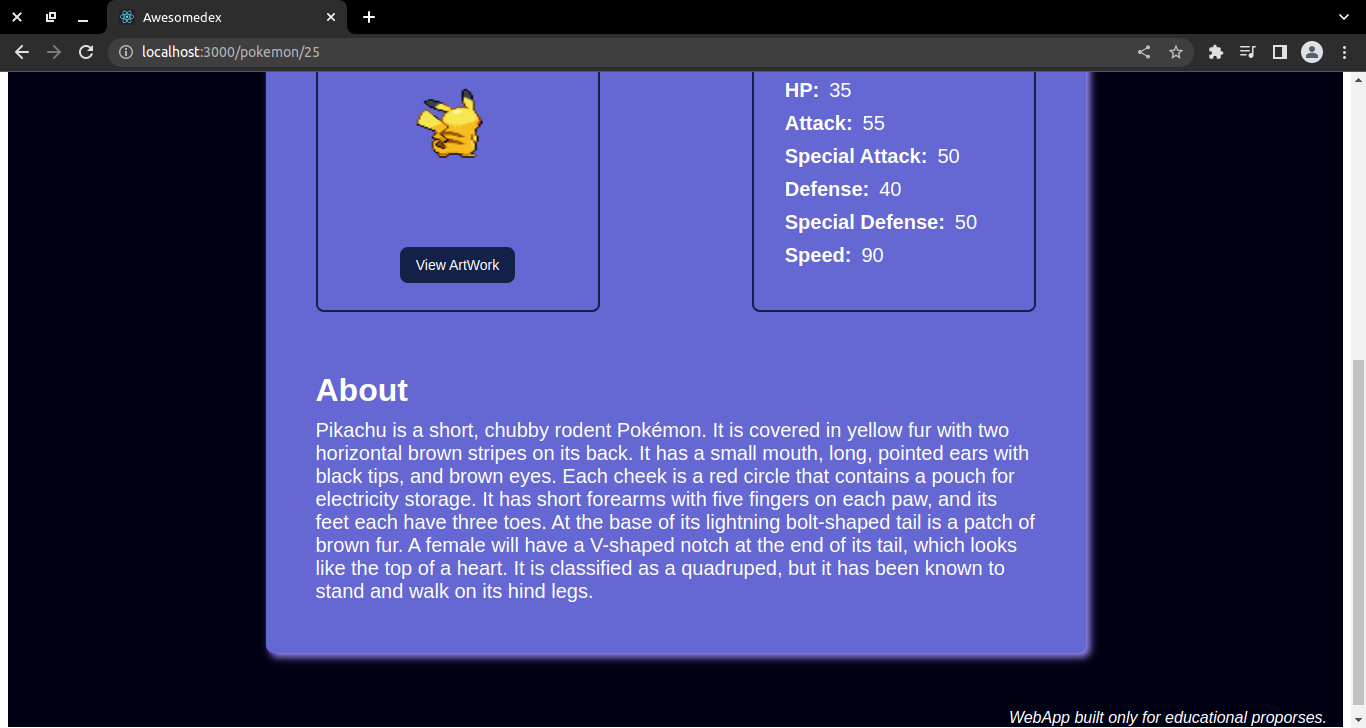 Awesomedex
localhost:3000/pokemon/25
HP: 35
Attack: 55
Special Attack: 50
Defense: 40
Special Defense: 50
Speed: 90
View ArtWork
About
Pikachu is a short, chubby rodent Pokémon. It is covered in yellow fur with two
horizontal brown stripes on its back. It has a small mouth, long, pointed ears with
black tips, and brown eyes. Each cheek is a red circle that contains a pouch for
electricity storage. It has short forearms with five fingers on each paw, and its
feet each have three toes. At the base of its lightning bolt-shaped tail is a patch of
brown fur. A female will have a V-shaped notch at the end of its tail, which looks
like the top of a heart. It is classified as a quadruped, but it has been known to
stand and walk on its hind legs.
WebApp built only for educational proporses.